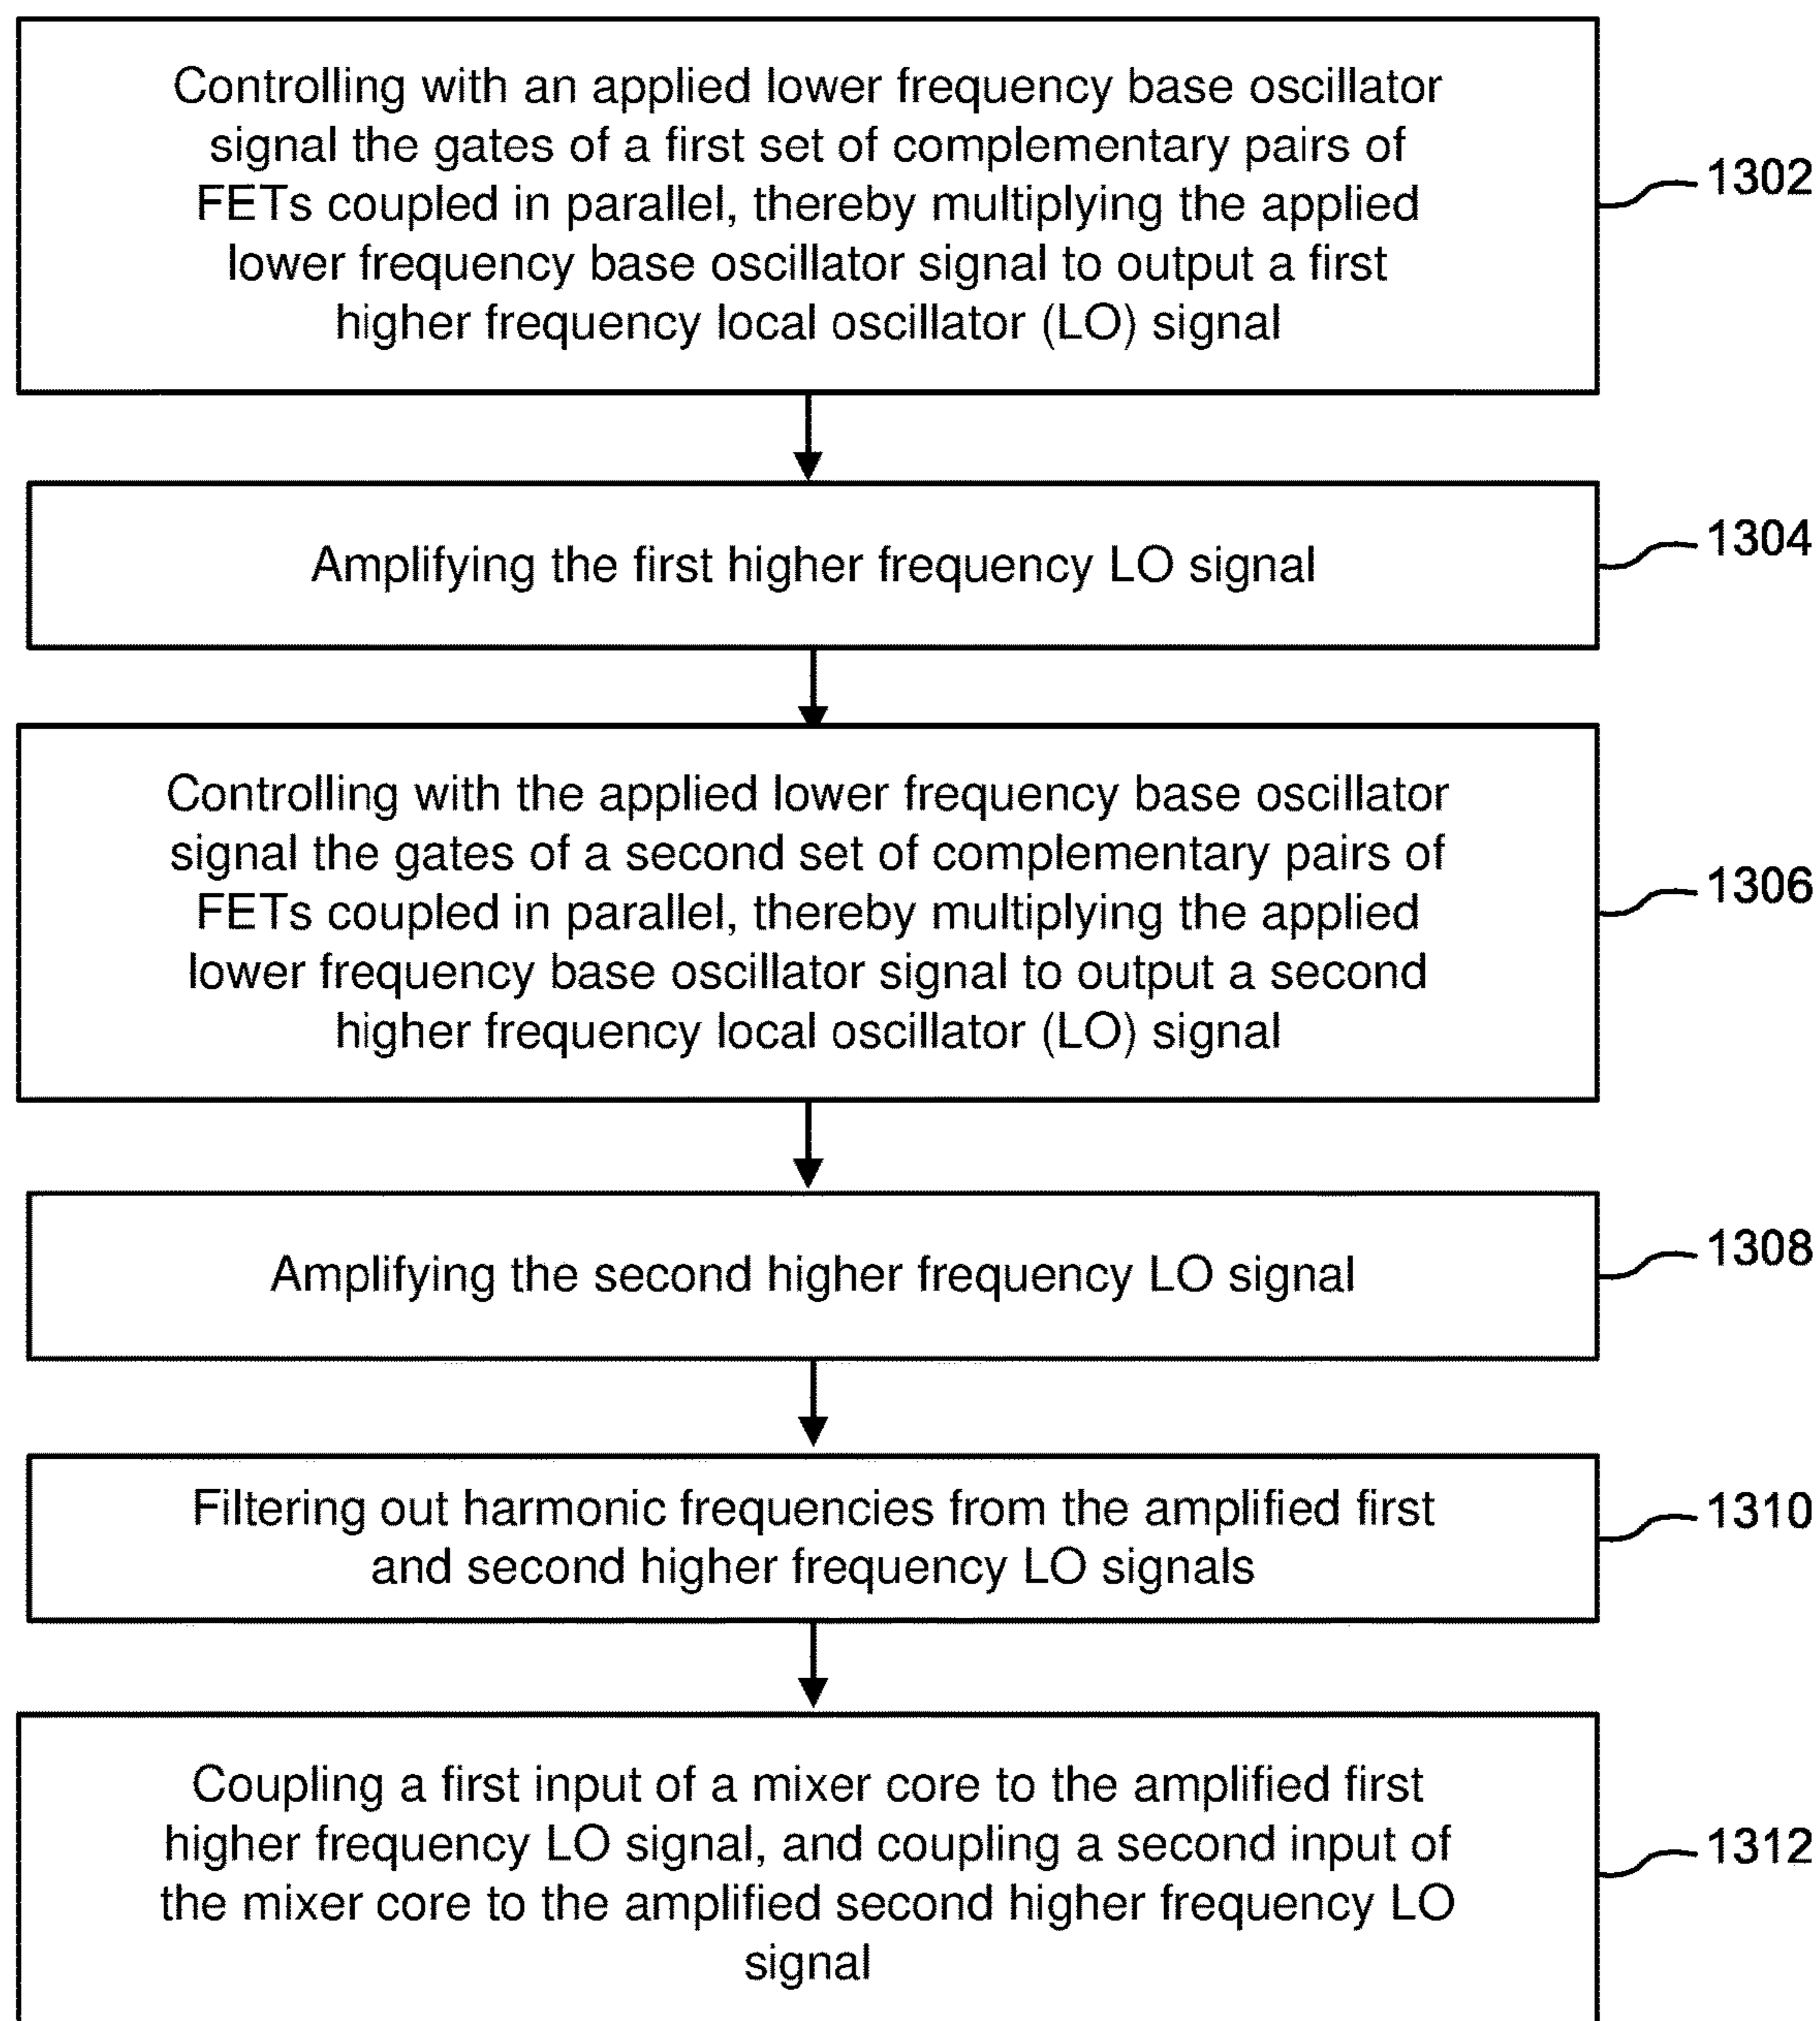 Controlling with an applied lower frequency base oscillator
signal the gates of a first set of complementary pairs of
FETs coupled in parallel, thereby multiplying the applied
lower frequency base oscillator signal to output a first
higher frequency local oscillator (LO) signal
1302
Amplifying the first higher frequency LO signal
1304
Controlling with the applied lower frequency base oscillator
signal the gates of a second set of complementary pairs of
FETs coupled in parallel, thereby multiplying the applied
lower frequency base oscillator signal to output a second
higher frequency local oscillator (LO) signal
1306
Amplifying the second higher frequency LO signal
1308
Filtering out harmonic frequencies from the amplified first
and second higher frequency LO signals
1310
Coupling a first input of a mixer core to the amplified first
higher frequency LO signal, and coupling a second input of
the mixer core to the amplified second higher frequency LO
signal
1312